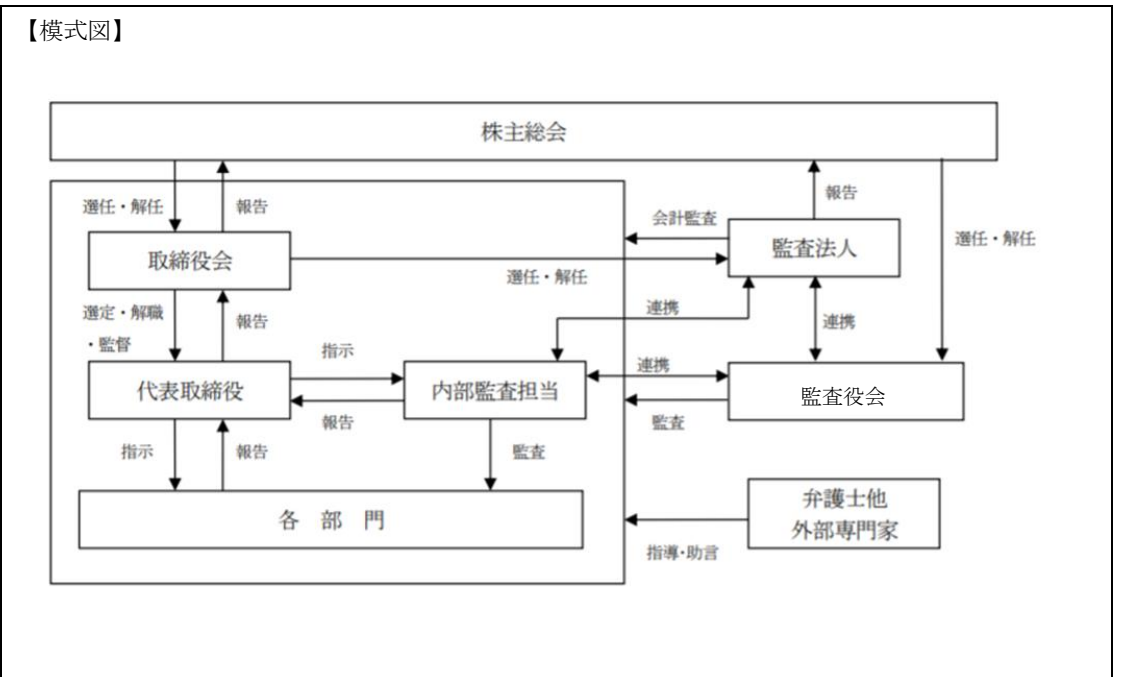 【模式図】
株主総会
選任・解任
報告
報告
選任・解任
会計監査
監査法人
取締役会
選任・解任
選定・解職
・監督
報告
連携
連携
指示
代表取締役
内部監査担当
連携
監査役会
報告
監査
指示
報告
監査
各 部 門
弁護士他
外部専門家
指導・助言